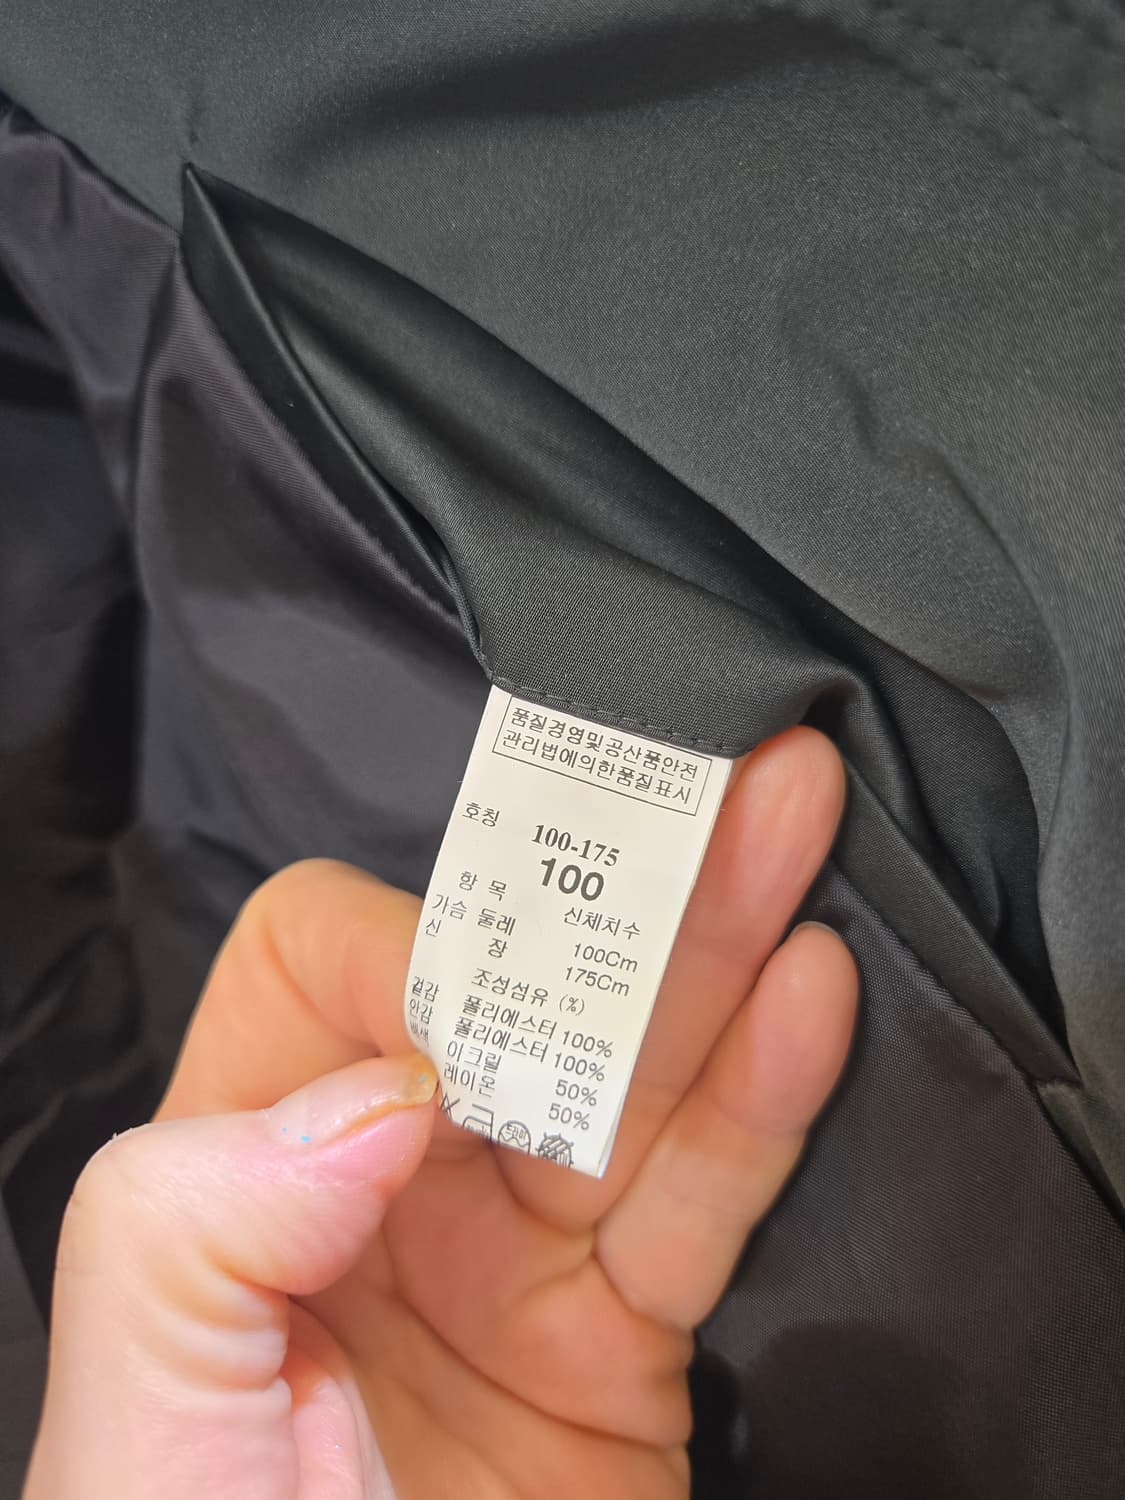 품질경영및공산품안전
관리법에의한품질표시
호칭 100-175
100
항 목 신체치수
가슴 둘레 100Cm
신 장 175Cm
조성섬유 (%)
겉감 폴리에스터 100%
안감 폴리에스터 100%
배색 이크릴 50%
레이온 50%